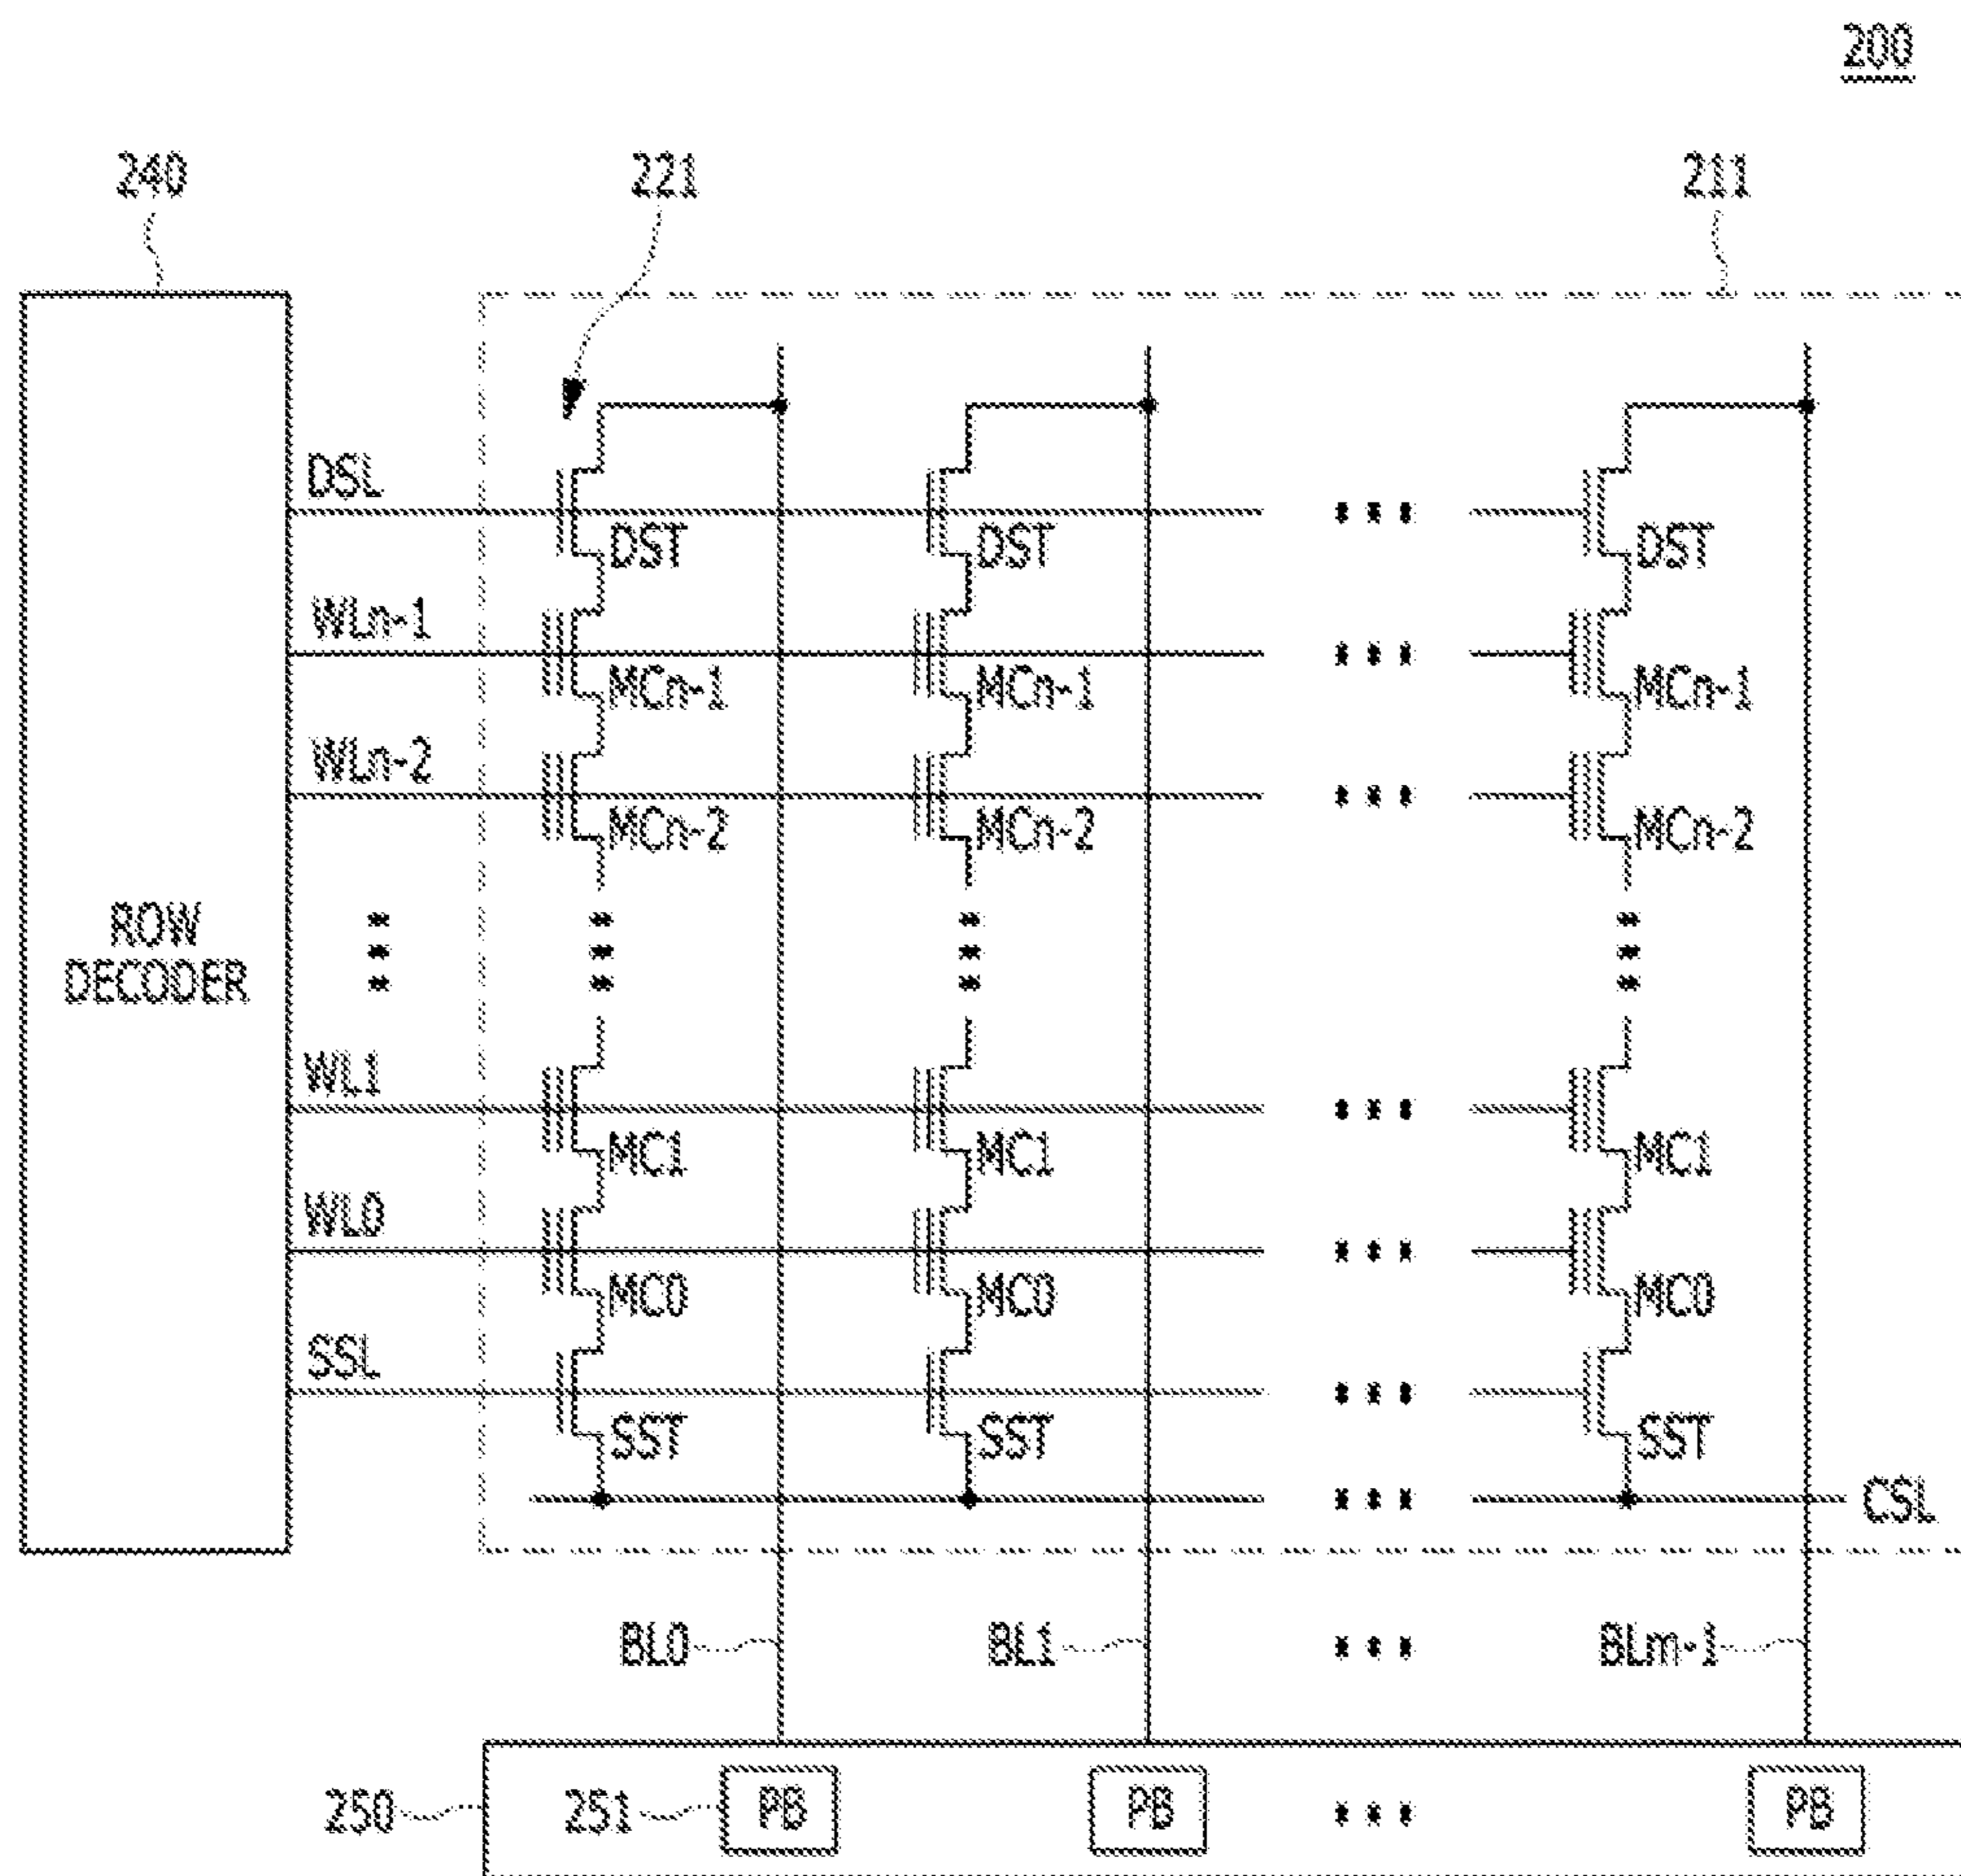 200
240 221 211
DSL
DST DST DST
WLn-1
MCn-1 MCn-1 MCn-1
WLn-2
MCn-2 MCn-2 MCn-2
ROW
DECODER
WL1
MC1 MC1 MC1
WL0
MC0 MC0 MC0
SSL
SST SST SST
CSL
BL0 BL1 BLm-1
250 251 PB PB PB